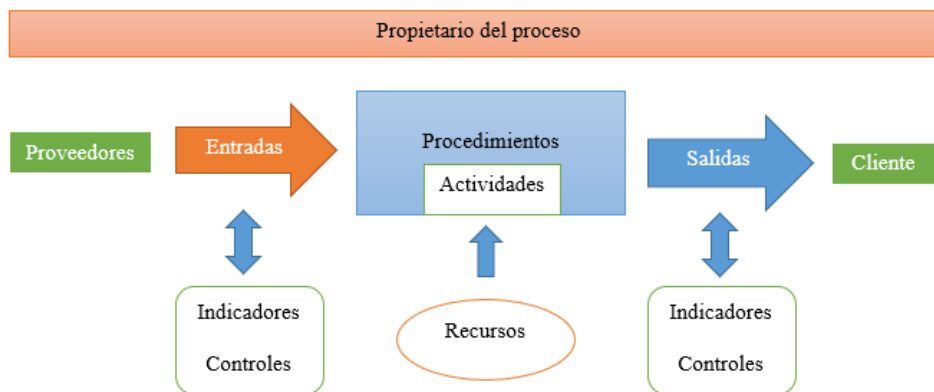 Propietario del proceso
Proveedores
Entradas
Procedimientos
Actividades
Salidas
Cliente
Indicadores
Controles
Recursos
Indicadores
Controles